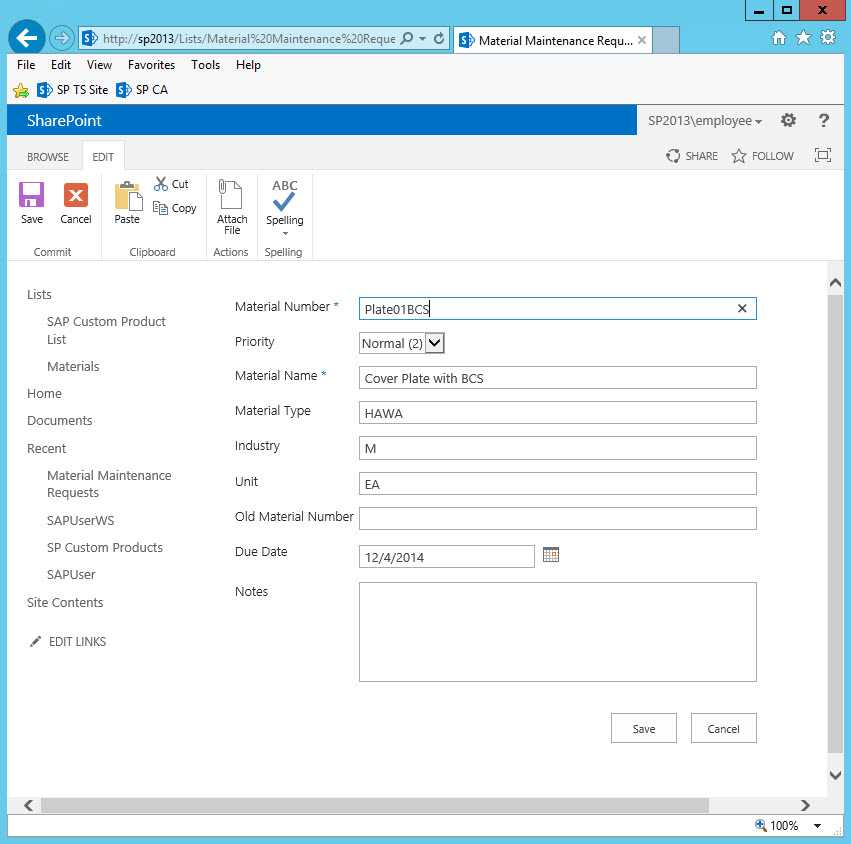 http://sp2013/Lists/Material%20Maintenance%20Reque
Material Maintenance Requ...
File Edit View Favorites Tools Help
SP TS Site SP CA
SharePoint
SP2013\employee
?
BROWSE EDIT
SHARE FOLLOW
Save Cancel Paste Cut Copy Attach File ABC Spelling
Commit Clipboard Actions Spelling
Lists
SAP Custom Product
List
Materials
Home
Documents
Recent
Material Maintenance
Requests
SAPUserWS
SP Custom Products
SAPUser
Site Contents
EDIT LINKS
Material Number * Plate01BCS
Priority Normal (2)
Material Name * Cover Plate with BCS
Material Type HAWA
Industry M
Unit EA
Old Material Number
Due Date 12/4/2014
Notes
Save Cancel
100%